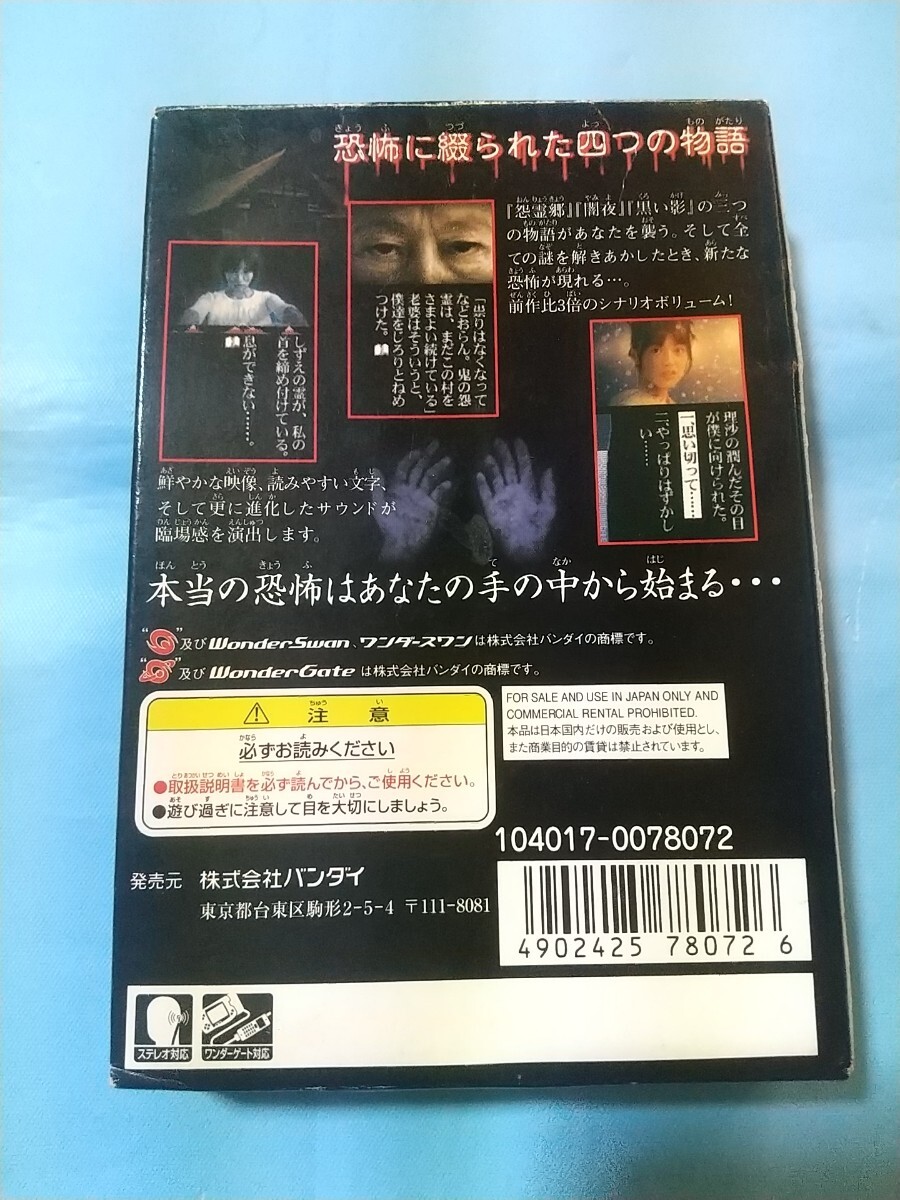 恐怖に綴られた四つの物語
『怨霊郷』『闇夜』『黒い影』の三つ
の物語があなたを襲う。そして全
ての謎を解きあかしたとき、新たな
恐怖が現れる…。
前作比3倍のシナリオボリューム!
「祟りはなくなって
などおらん。鬼の怨
霊は、まだこの村を
さまよい続けている」
老婆はそういうと、
僕達をじろりとねめ
つけた。
しずえの霊が、私の
首を締め付けている。
息ができない……。
理沙の潤んだその目
が僕に向けられた。
一、思い切って……
二、やっぱりはずかし
い……
鮮やかな映像、読みやすい文字、
そして更に進化したサウンドが
臨場感を演出します。
本当の恐怖はあなたの手の中から始まる・・・
“ ”及び WonderSwan、ワンダースワン は株式会社バンダイの商標です。
“ ”及び WonderGate は株式会社バンダイの商標です。
注意
必ずお読みください
●取扱説明書を必ず読んでから、ご使用ください。
●遊び過ぎに注意して目を大切にしましょう。
FOR SALE AND USE IN JAPAN ONLY AND
COMMERCIAL RENTAL PROHIBITED.
本品は日本国内だけの販売および使用とし、
また商業目的の賃貸は禁止されています。
104017-0078072
発売元 株式会社バンダイ
東京都台東区駒形2-5-4 〒111-8081
4902425 78072 6
ステレオ対応
ワンダーゲート対応